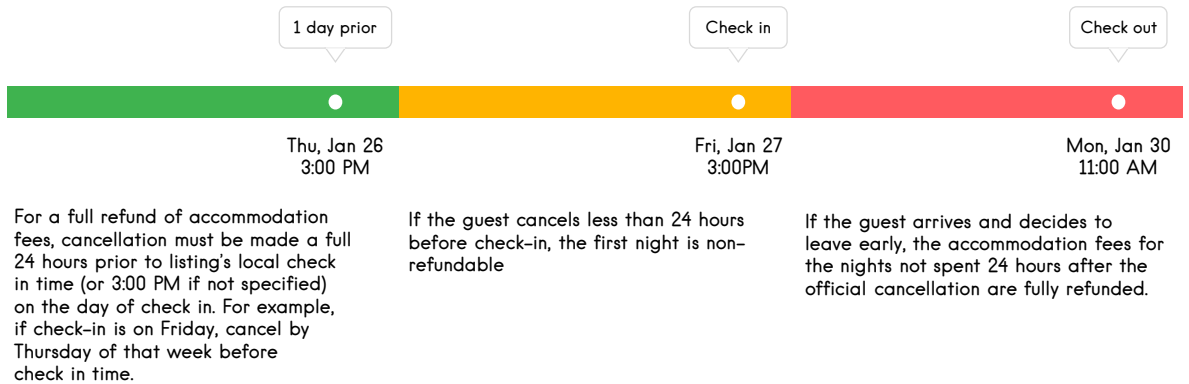 1 day prior
Check in
Check out
Thu, Jan 26
3:00 PM
Fri, Jan 27
3:00PM
Mon, Jan 30
11:00 AM
For a full refund of accommodation
fees, cancellation must be made a full
24 hours prior to listing's local check
in time (or 3:00 PM if not specified)
on the day of check in. For example,
if check-in is on Friday, cancel by
Thursday of that week before
check in time.
If the guest cancels less than 24 hours
before check-in, the first night is non-
refundable
If the guest arrives and decides to
leave early, the accommodation fees for
the nights not spent 24 hours after the
official cancellation are fully refunded.